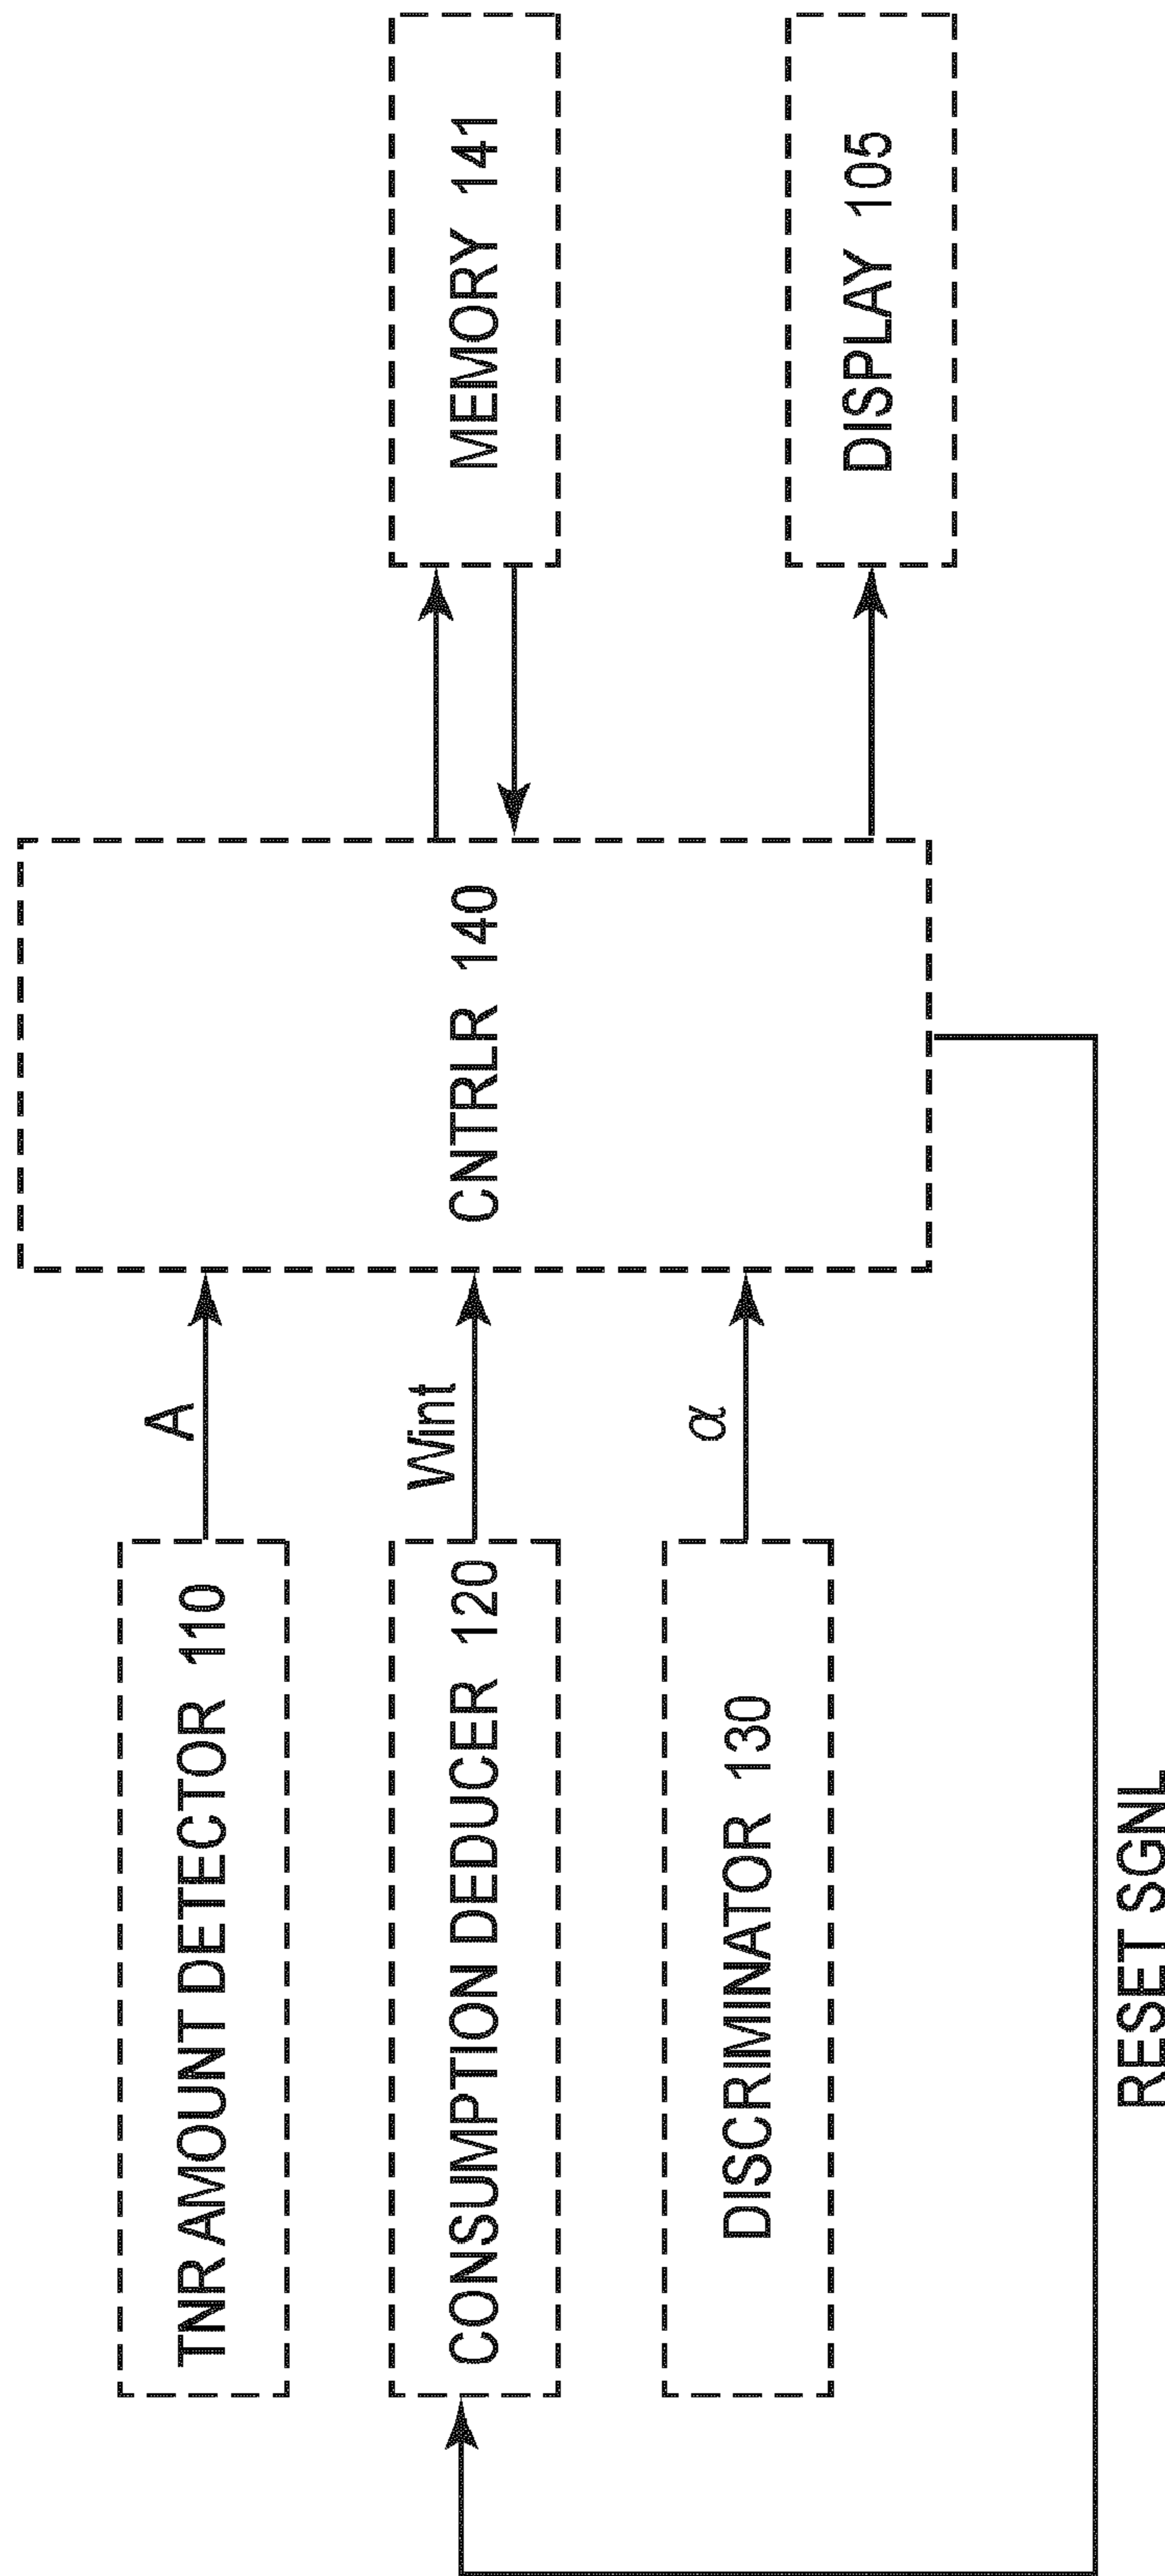 TNR AMOUNT DETECTOR 110
A
CONSUMPTION DEDUCER 120
Wint
DISCRIMINATOR 130
α
CNTRLR 140
MEMORY 141
DISPLAY 105
RESET SGNL